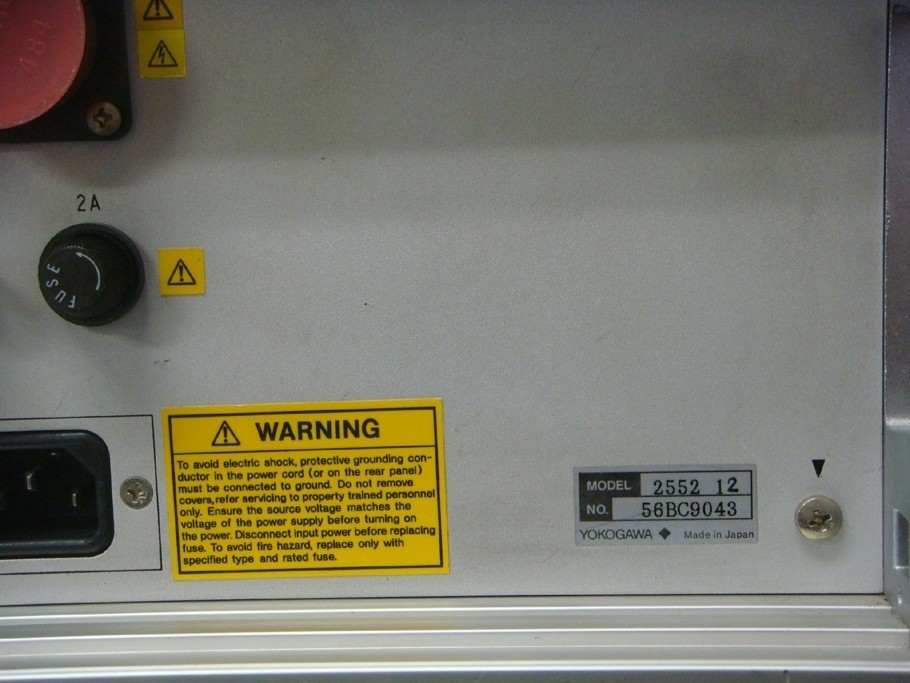 2A
FUSE
WARNING
To avoid electric shock, protective grounding con-
ductor in the power cord (or on the rear panel)
must be connected to ground. Do not remove
covers, refer servicing to property trained personnel
only. Ensure the source voltage matches the
voltage of the power supply before turning on
the power. Disconnect input power before replacing
fuse. To avoid fire hazard, replace only with
specified type and rated fuse.
MODEL 2552 12
NO. 56BC9043
YOKOGAWA Made in Japan